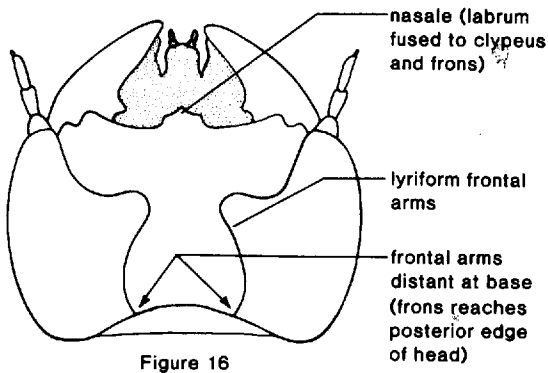 nasale (labrum
fused to clypeus
and frons)
lyriform frontal
arms
frontal arms
distant at base
(frons reaches
posterior edge
of head)
Figure 16